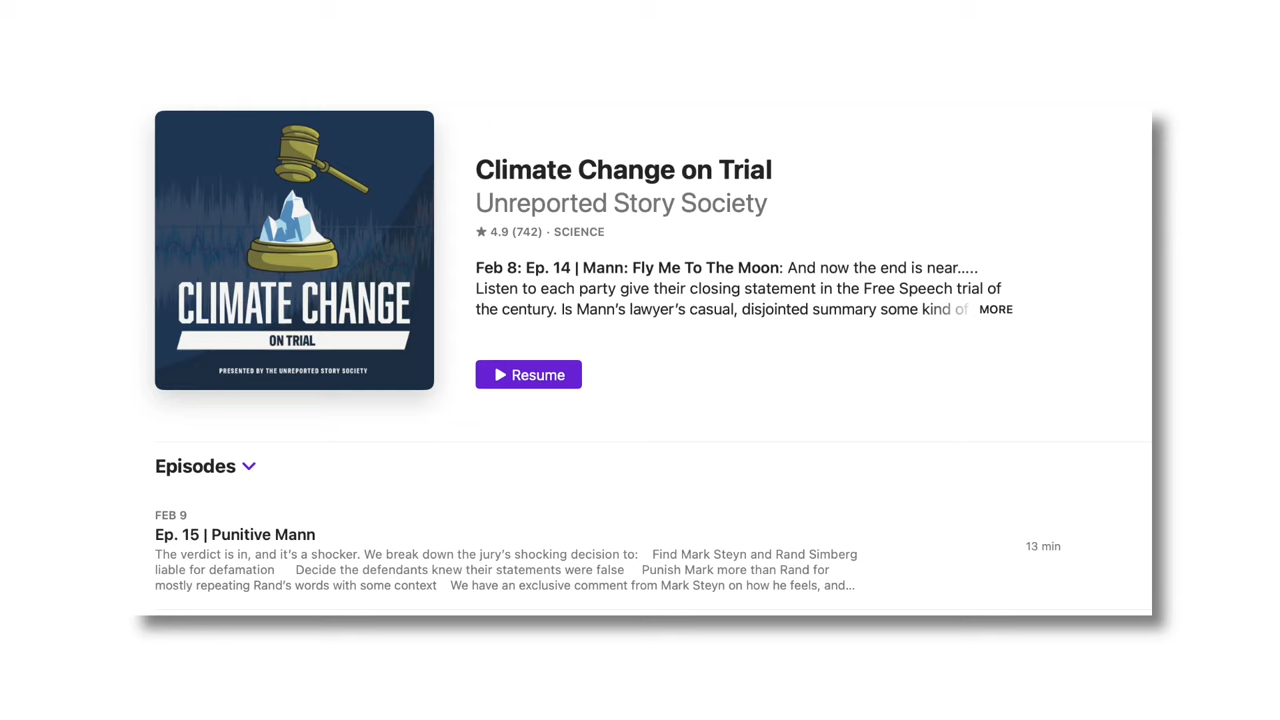 CLIMATE CHANGE
ON TRIAL
PRESENTED BY THE UNREPORTED STORY SOCIETY
Climate Change on Trial
Unreported Story Society
★ 4.9 (742) · SCIENCE
Feb 8: Ep. 14 | Mann: Fly Me To The Moon: And now the end is near.....
Listen to each party give their closing statement in the Free Speech trial of
the century. Is Mann's lawyer's casual, disjointed summary some kind of MORE
Resume
Episodes
FEB 9
Ep. 15 | Punitive Mann
The verdict is in, and it's a shocker. We break down the jury's shocking decision to: Find Mark Steyn and Rand Simberg
liable for defamation Decide the defendants knew their statements were false Punish Mark more than Rand for
mostly repeating Rand's words with some context We have an exclusive comment from Mark Steyn on how he feels, and...
13 min